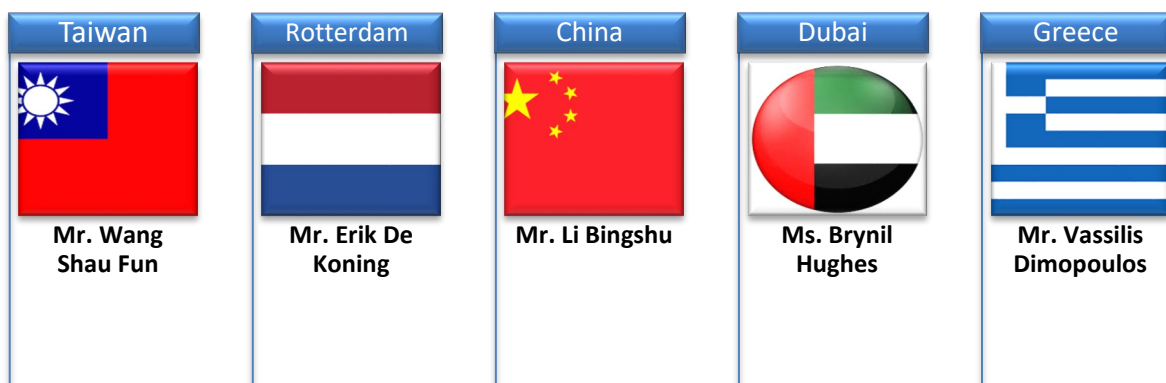 Taiwan
Rotterdam
China
Dubai
Greece
Mr. Wang
Shau Fun
Mr. Erik De
Koning
Mr. Li Bingshu
Ms. Brynil
Hughes
Mr. Vassilis
Dimopoulos